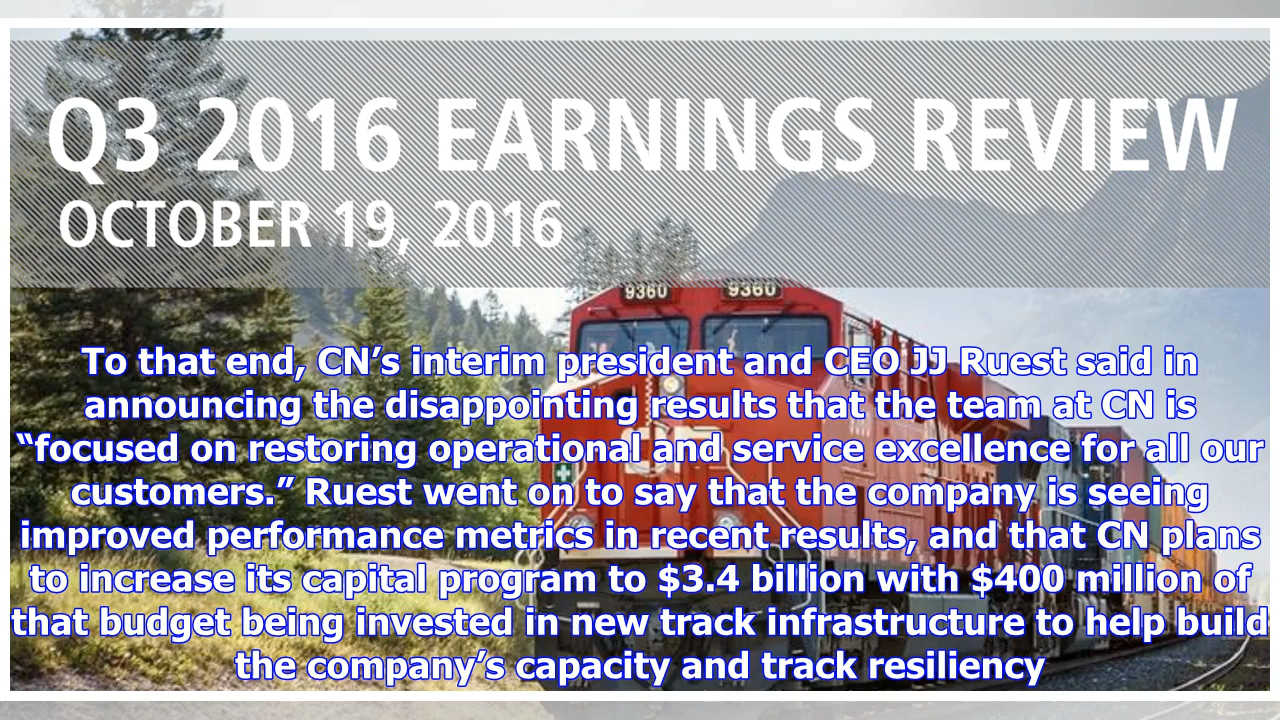 Q3 2016 EARNINGS REVIEW
OCTOBER 19, 2016
9360 9360
To that end, CN’s interim president and CEO JJ Ruest said in
announcing the disappointing results that the team at CN is
“focused on restoring operational and service excellence for all our
customers.” Ruest went on to say that the company is seeing
improved performance metrics in recent results, and that CN plans
to increase its capital program to $3.4 billion with $400 million of
that budget being invested in new track infrastructure to help build
the company’s capacity and track resiliency